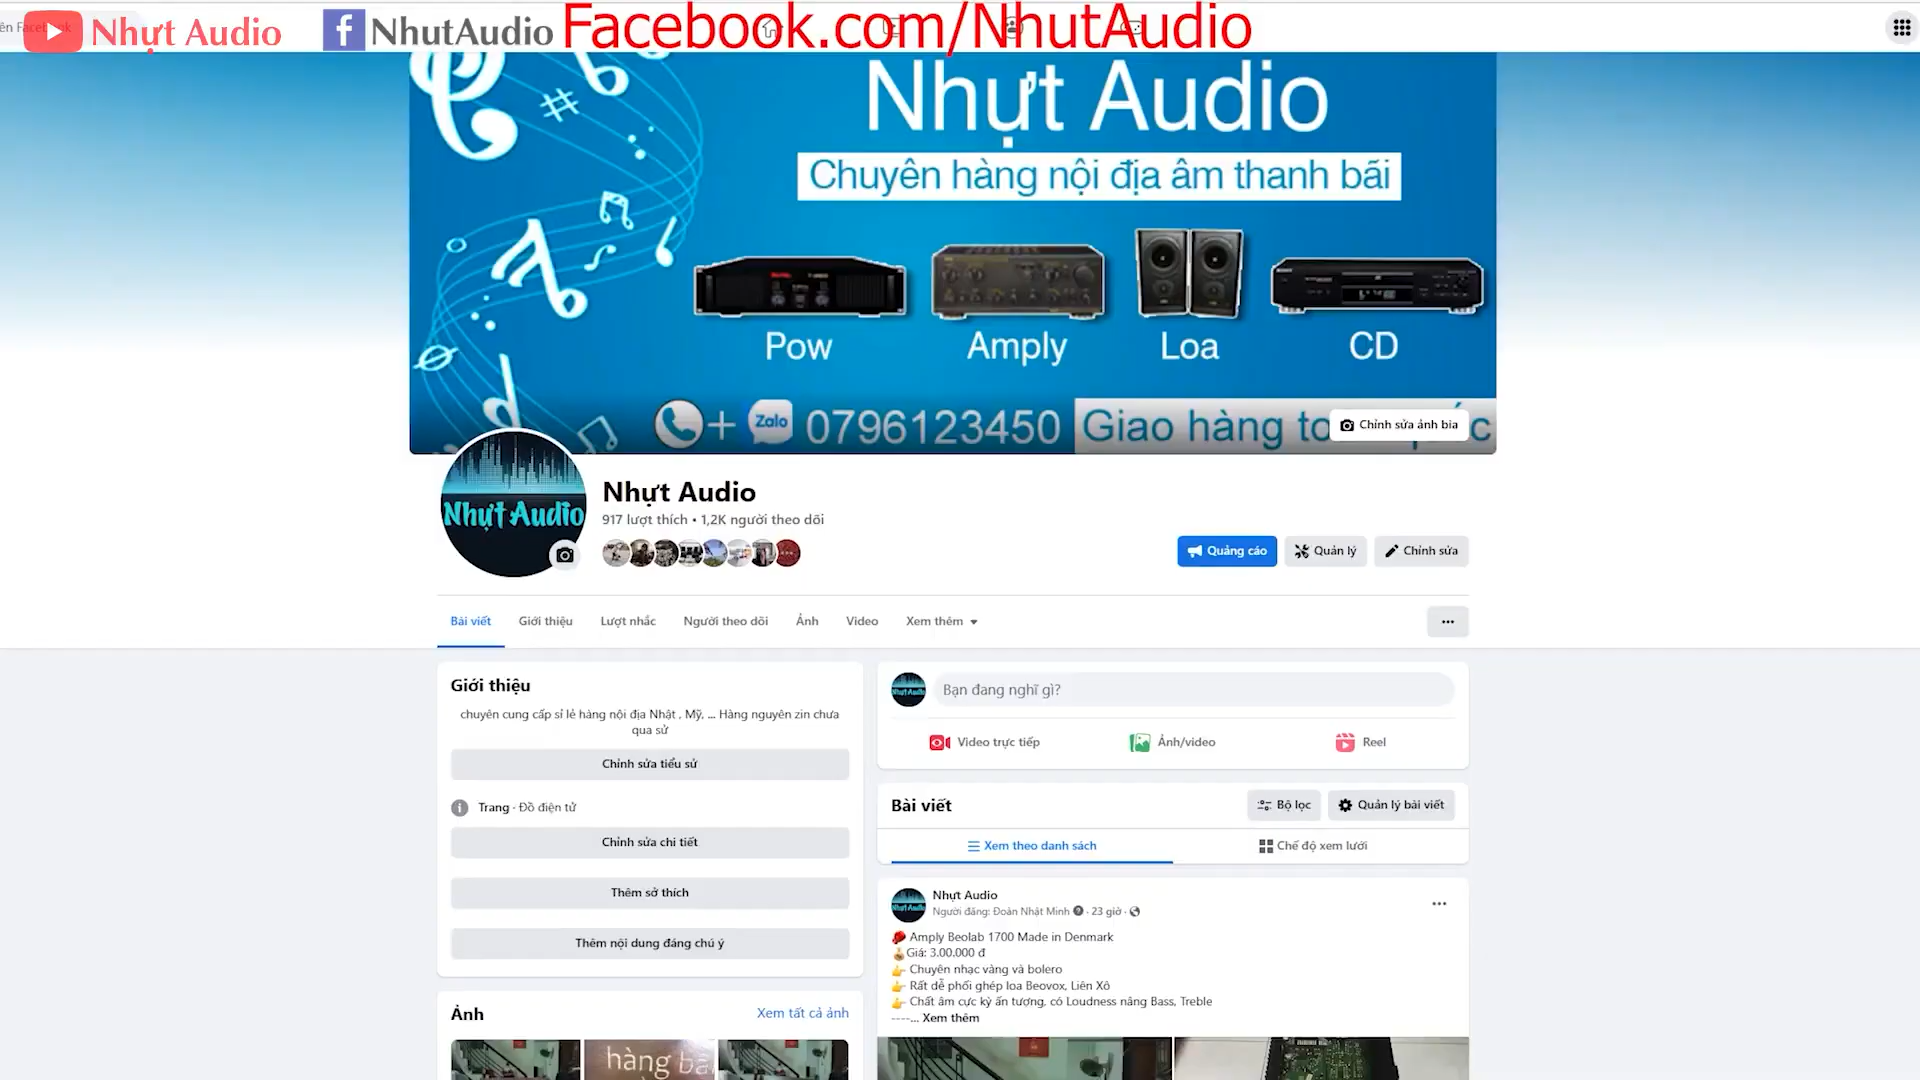 Nhựt Audio
NhutAudio
Facebook.com/NhutAudio
Nhựt Audio
Chuyên hàng nội địa âm thanh bãi
Pow
Amply
Loa
CD
+ Zalo 0796123450
Giao hàng
Chỉnh sửa ảnh bìa
Nhựt Audio
Nhựt Audio
917 lượt thích • 1,2K người theo dõi
Quảng cáo
Quản lý
Chỉnh sửa
Bài viết
Giới thiệu
Lượt nhắc
Người theo dõi
Ảnh
Video
Xem thêm
Giới thiệu
chuyên cung cấp sỉ lẻ hàng nội địa Nhật , Mỹ, ... Hàng nguyên zin chưa
qua sử
Chỉnh sửa tiểu sử
Trang · Đồ điện tử
Chỉnh sửa chi tiết
Thêm sở thích
Thêm nội dung đáng chú ý
Ảnh
Xem tất cả ảnh
hàng
Bạn đang nghĩ gì?
Video trực tiếp
Ảnh/video
Reel
Bài viết
Bộ lọc
Quản lý bài viết
Xem theo danh sách
Chế độ xem lưới
Nhựt Audio
Người đăng: Đoàn Nhật Minh · 23 giờ ·
Amply Beolab 1700 Made in Denmark
Giá: 3.00.000 đ
Chuyên nhạc vàng và bolero
Rất dễ phối ghép loa Beovox, Liên Xô
Chất âm cực kỳ ấn tượng, có Loudness nâng Bass, Treble
----... Xem thêm